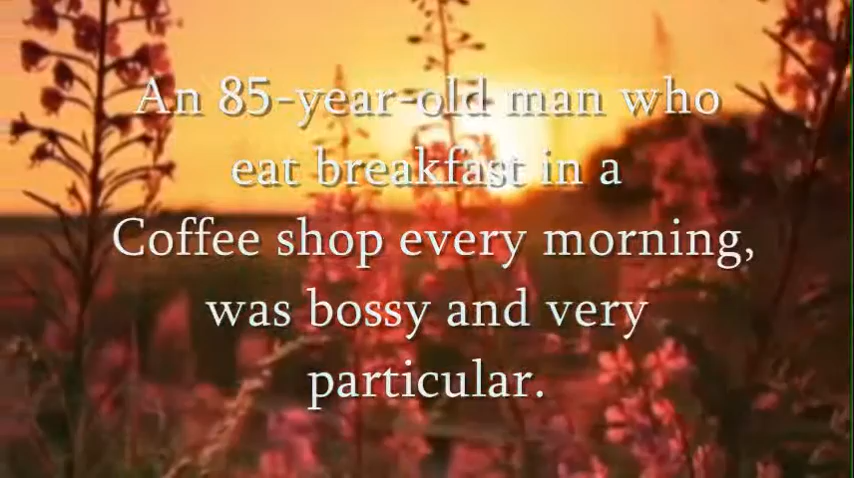 An 85-year-old man who
eat breakfast in a
Coffee shop every morning,
was bossy and very
particular.